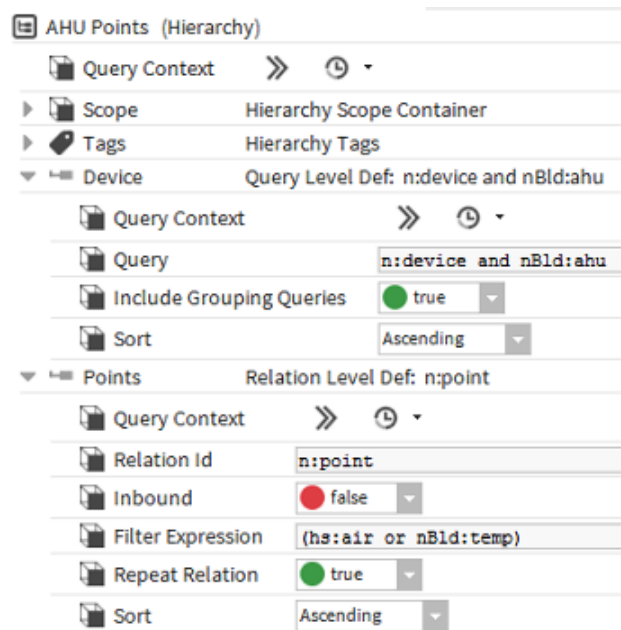 AHU Points (Hierarchy)
Query Context
Scope Hierarchy Scope Container
Tags Hierarchy Tags
Device Query Level Def: n:device and nBld:ahu
Query Context
Query n:device and nBld:ahu
Include Grouping Queries true
Sort Ascending
Points Relation Level Def: n:point
Query Context
Relation Id n:point
Inbound false
Filter Expression (hs:air or nBld:temp)
Repeat Relation true
Sort Ascending